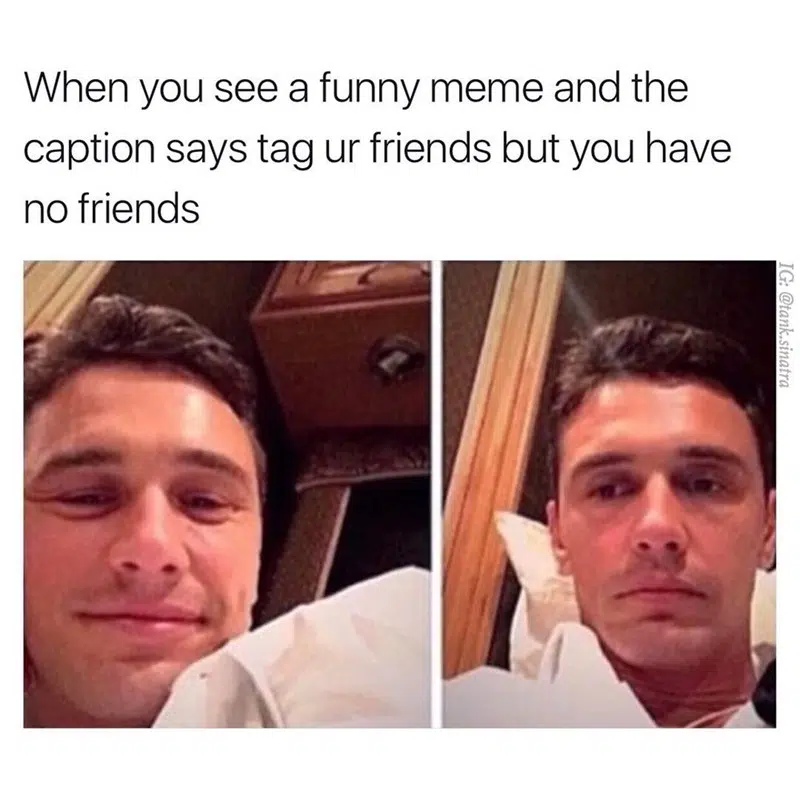 When you see a funny meme and the
caption says tag ur friends but you have
no friends
IG: @tank.sinatra